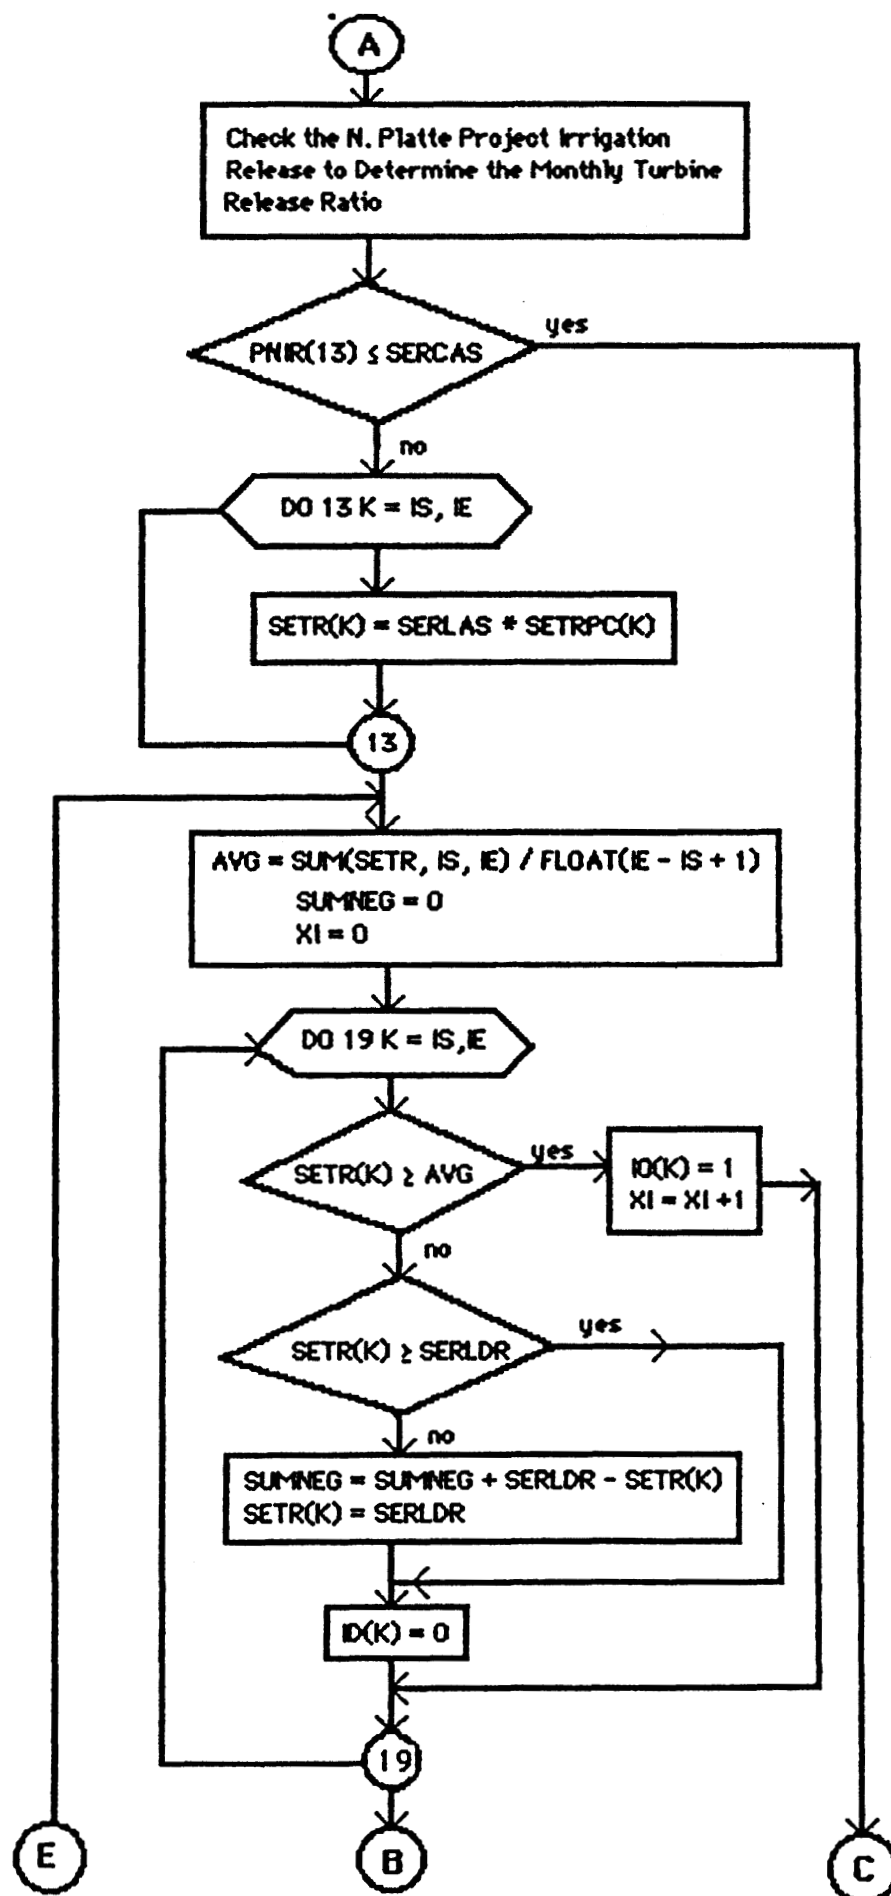 A
Check the N. Platte Project Irrigation
Release to Determine the Monthly Turbine
Release Ratio
PNIR(13) ≤ SERCAS
yes
no
DO 13 K = IS, IE
SETR(K) = SERLAS * SETRPC(K)
13
AVG = SUM(SETR, IS, IE) / FLOAT(IE - IS + 1)
SUMNEG = 0
XI = 0
DO 19 K = IS,IE
SETR(K) ≥ AVG
yes
ID(K) = 1
XI = XI +1
no
SETR(K) ≥ SERLDR
yes
no
SUMNEG = SUMNEG + SERLDR - SETR(K)
SETR(K) = SERLDR
ID(K) = 0
19
E
B
C